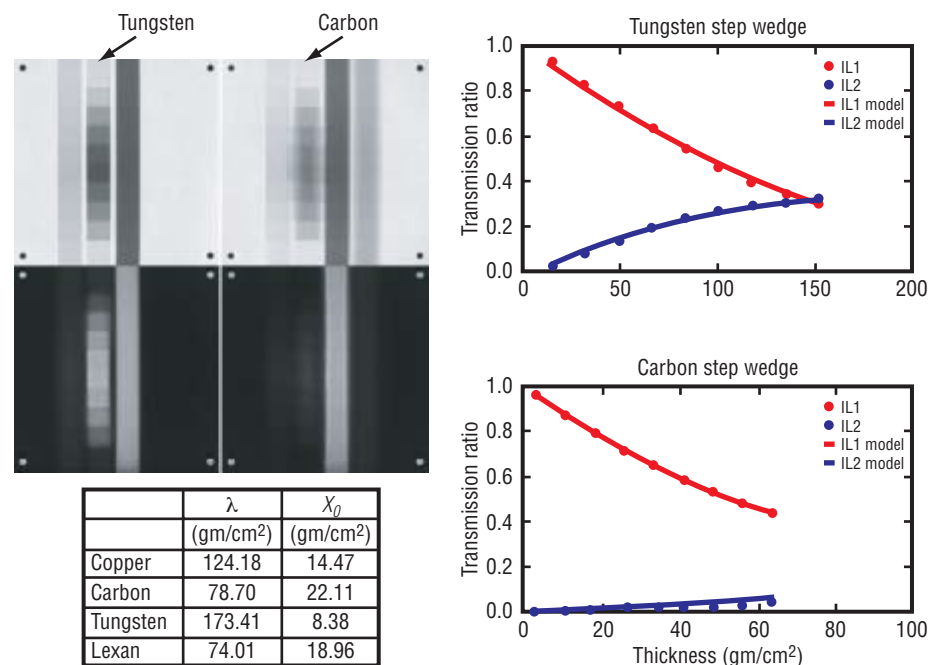 Tungsten
Carbon
Tungsten step wedge
Transmission ratio
1.0
0.8
0.6
0.4
0.2
0.0
0
50
100
150
200
IL1
IL2
IL1 model
IL2 model
Carbon step wedge
Transmission ratio
1.0
0.8
0.6
0.4
0.2
0.0
0
20
40
60
80
100
Thickness (gm/cm²)
IL1
IL2
IL1 model
IL2 model
λ X₀
(gm/cm²) (gm/cm²)
Copper 124.18 14.47
Carbon 78.70 22.11
Tungsten 173.41 8.38
Lexan 74.01 18.96